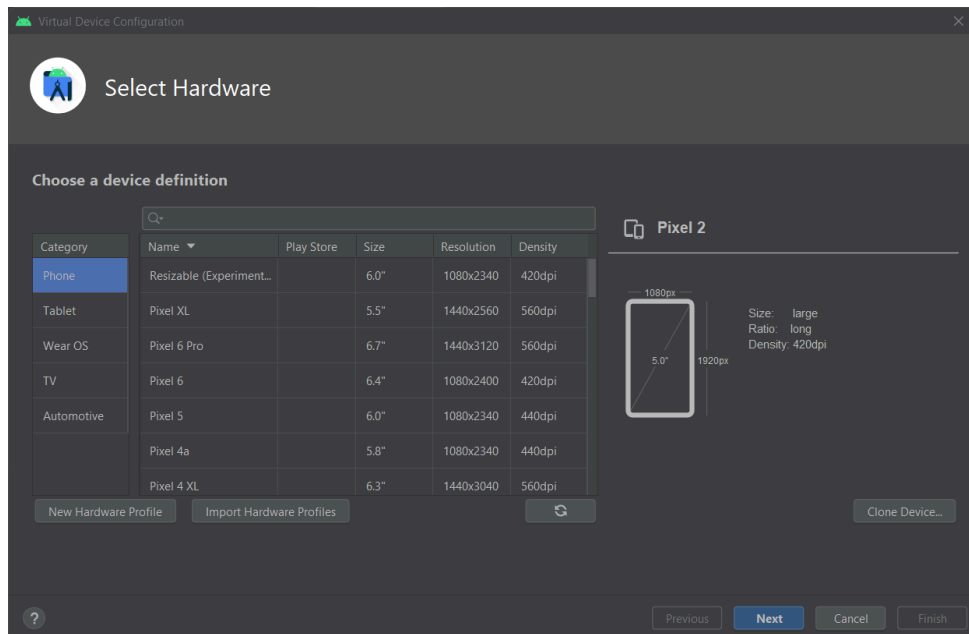 Virtual Device Configuration
Select Hardware
Choose a device definition
Category
Phone
Tablet
Wear OS
TV
Automotive
Name Play Store Size Resolution Density
Resizable (Experiment... 6.0" 1080x2340 420dpi
Pixel XL 5.5" 1440x2560 560dpi
Pixel 6 Pro 6.7" 1440x3120 560dpi
Pixel 6 6.4" 1080x2400 420dpi
Pixel 5 6.0" 1080x2340 440dpi
Pixel 4a 5.8" 1080x2340 440dpi
Pixel 4 XL 6.3" 1440x3040 560dpi
New Hardware Profile Import Hardware Profiles
Pixel 2
1080px
5.0"
1920px
Size: large
Ratio: long
Density: 420dpi
Clone Device...
? Previous Next Cancel Finish